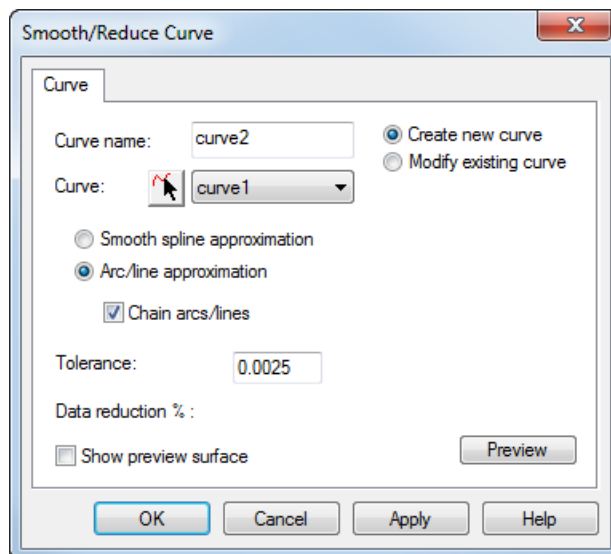 Smooth/Reduce Curve
Curve
Curve name: curve2
Create new curve
Modify existing curve
Curve: curve1
Smooth spline approximation
Arc/line approximation
Chain arcs/lines
Tolerance: 0.0025
Data reduction % :
Show preview surface
Preview
OK Cancel Apply Help